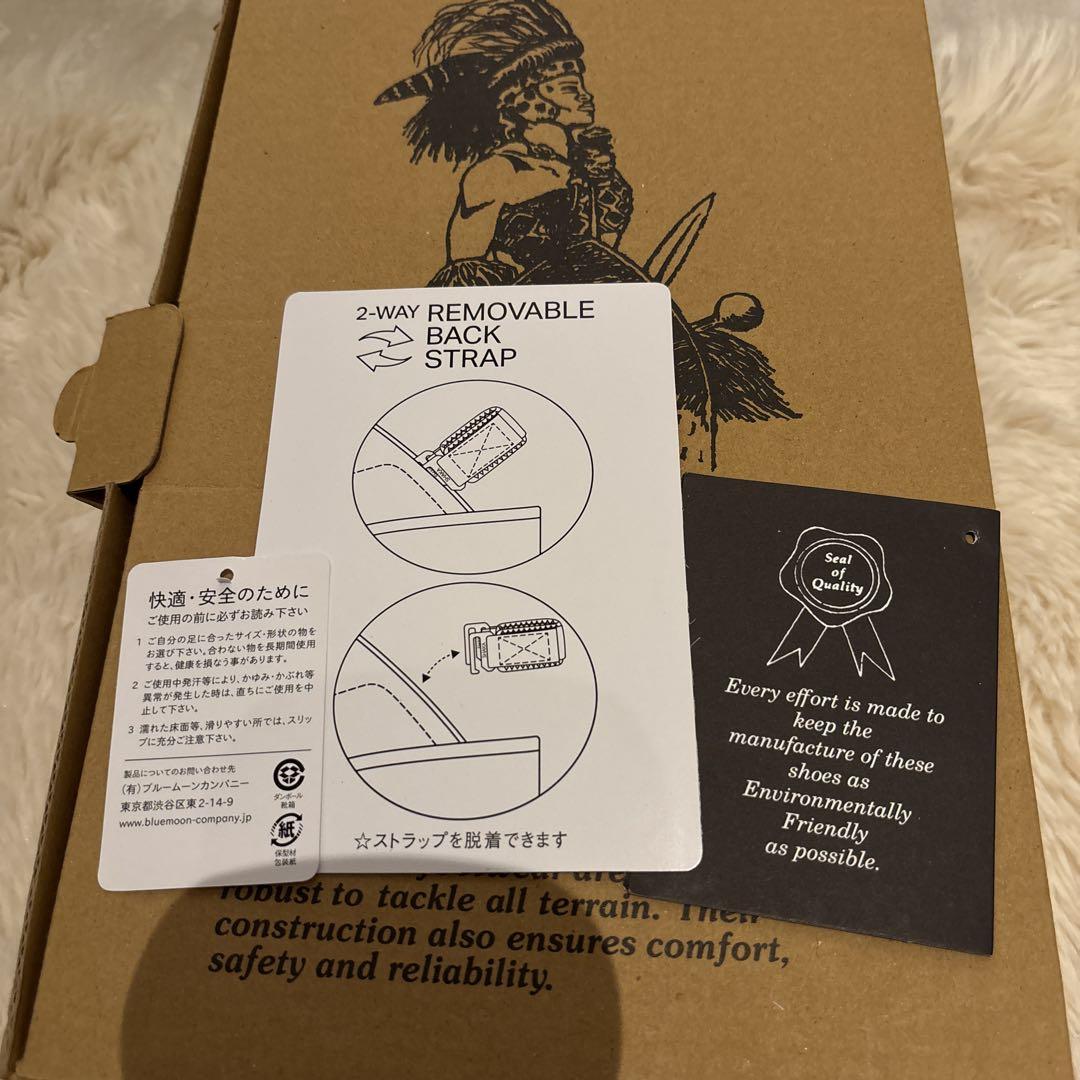 2-WAY REMOVABLE
BACK
STRAP
☆ストラップを脱着できます
快適・安全のために
ご使用の前に必ずお読み下さい
1 ご自分の足に合ったサイズ・形状の物を
お選び下さい。合わない物を長期間使用
すると、健康を損なう事があります。
2 ご使用中発汗等により、かゆみ・かぶれ等
異常が発生した時は、直ちにご使用を中
止して下さい。
3 濡れた床面等、滑りやすい所では、スリッ
プに充分ご注意下さい。
製品についてのお問い合わせ先
(有)ブルームーンカンパニー
東京都渋谷区東2-14-9
www.bluemoon-company.jp
ダンボール
靴箱
紙
保型材
包装紙
Seal
of
Quality
Every effort is made to
keep the
manufacture of these
shoes as
Environmentally
Friendly
as possible.
are
robust to tackle all terrain. Their
construction also ensures comfort,
safety and reliability.